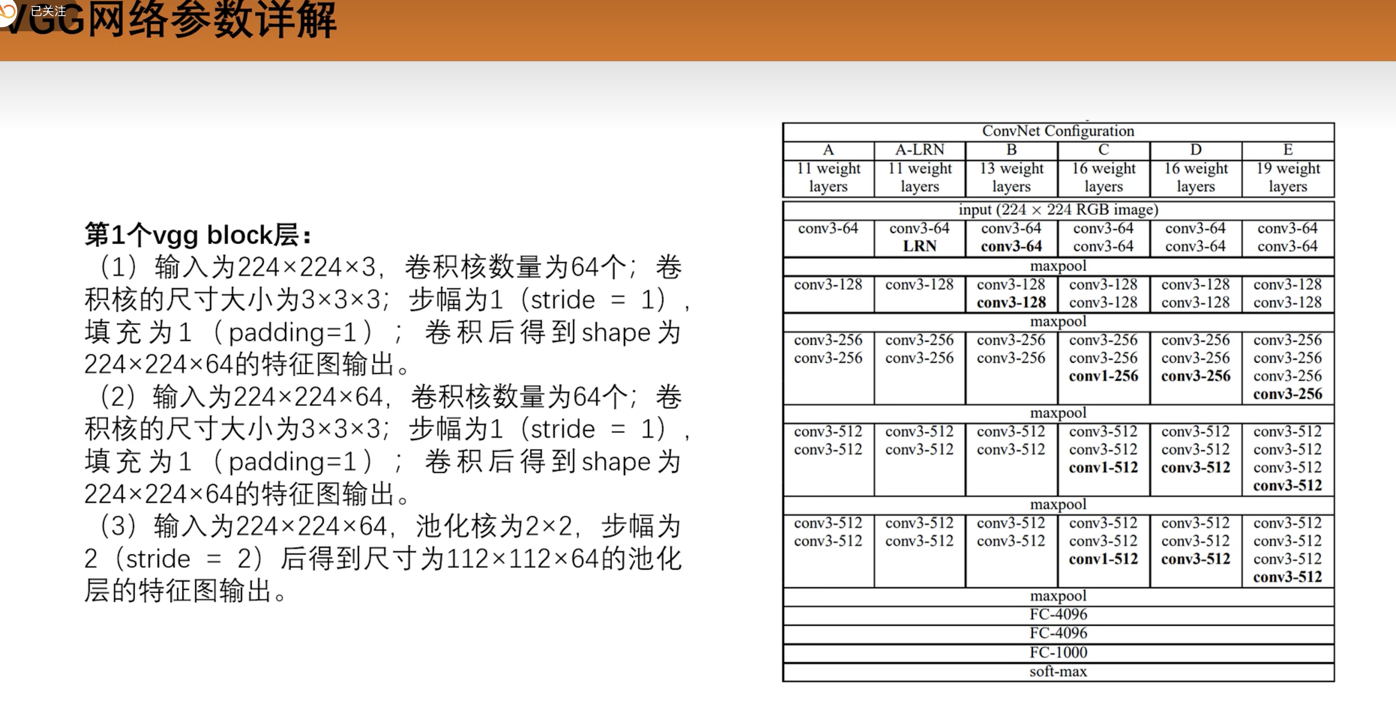 已关注
VGG网络参数详解
第1个vgg block层：
（1）输入为224×224×3，卷积核数量为64个；卷
积核的尺寸大小为3×3×3；步幅为1（stride = 1），
填充为1（padding=1）；卷积后得到shape为
224×224×64的特征图输出。
（2）输入为224×224×64，卷积核数量为64个；卷
积核的尺寸大小为3×3×3；步幅为1（stride = 1），
填充为1（padding=1）；卷积后得到shape为
224×224×64的特征图输出。
（3）输入为224×224×64，池化核为2×2，步幅为
2（stride = 2）后得到尺寸为112×112×64的池化
层的特征图输出。
ConvNet Configuration
A A-LRN B C D E
11 weight 11 weight 13 weight 16 weight 16 weight 19 weight
layers layers layers layers layers layers
input (224 × 224 RGB image)
conv3-64 conv3-64 conv3-64 conv3-64 conv3-64 conv3-64
LRN conv3-64 conv3-64 conv3-64 conv3-64
maxpool
conv3-128 conv3-128 conv3-128 conv3-128 conv3-128 conv3-128
conv3-128 conv3-128 conv3-128 conv3-128
maxpool
conv3-256 conv3-256 conv3-256 conv3-256 conv3-256 conv3-256
conv3-256 conv3-256 conv3-256 conv3-256 conv3-256 conv3-256
conv1-256 conv3-256 conv3-256
conv3-256
maxpool
conv3-512 conv3-512 conv3-512 conv3-512 conv3-512 conv3-512
conv3-512 conv3-512 conv3-512 conv3-512 conv3-512 conv3-512
conv1-512 conv3-512 conv3-512
conv3-512
maxpool
conv3-512 conv3-512 conv3-512 conv3-512 conv3-512 conv3-512
conv3-512 conv3-512 conv3-512 conv3-512 conv3-512 conv3-512
conv1-512 conv3-512 conv3-512
conv3-512
maxpool
FC-4096
FC-4096
FC-1000
soft-max